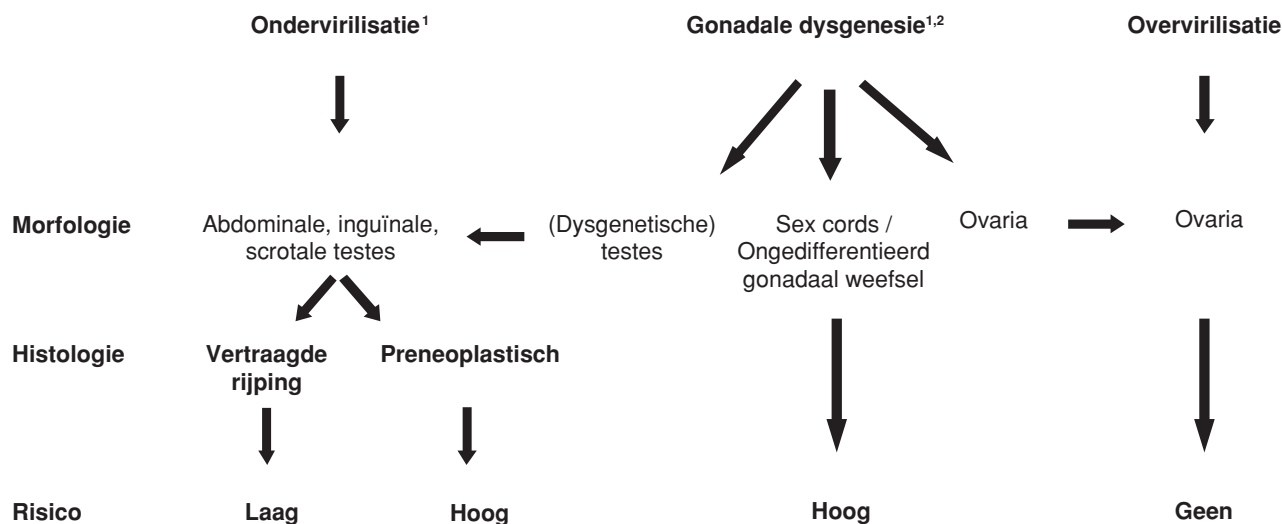 Ondervirilisatie¹ Gonadale dysgenesie¹,² Overvirilisatie
Morfologie
Abdominale, inguïnale,
scrotale testes
(Dysgenetische)
testes
Sex cords /
Ongedifferentieerd
gonadaal weefsel
Ovaria
Ovaria
Histologie
Vertraagde
rijping
Preneoplastisch
Risico Laag Hoog Hoog Geen